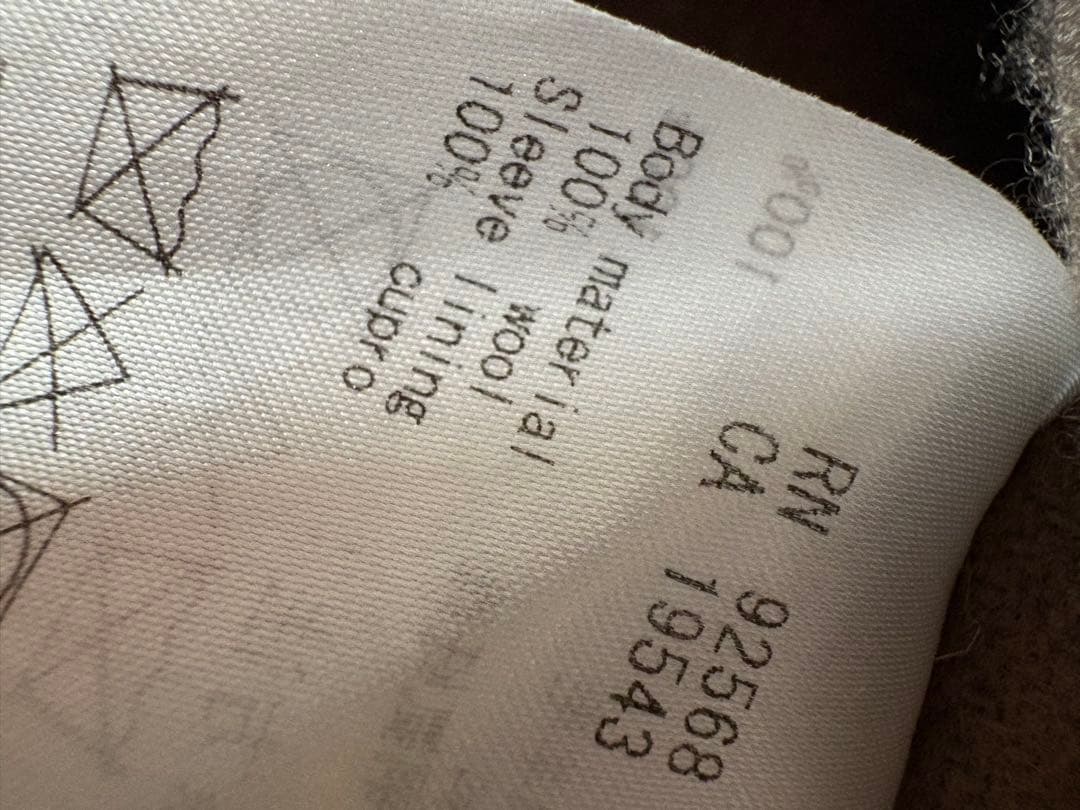 RN 92568
CA 19543
Body material
100% wool
Sleeve lining
100% cupro